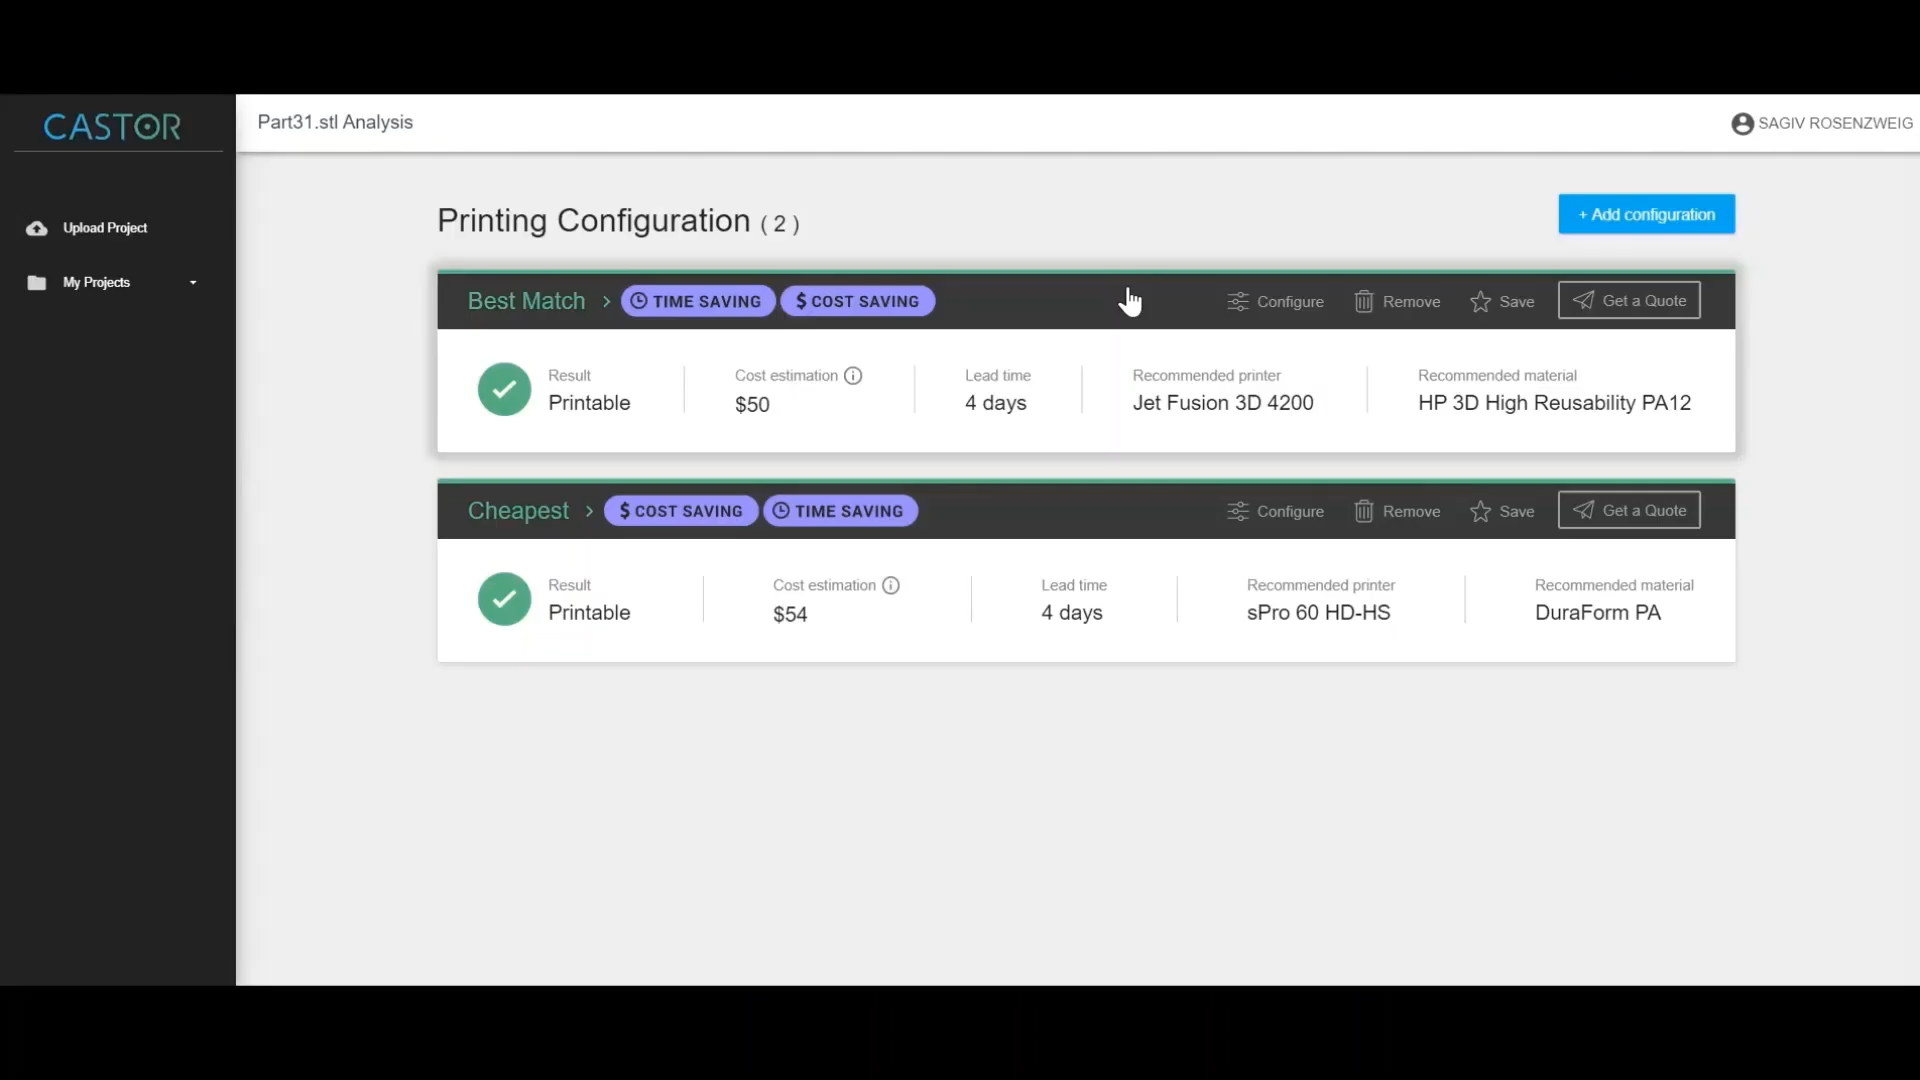 CASTOR
Part31.stl Analysis
SAGIV ROSENZWEIG
Upload Project
My Projects
Printing Configuration ( 2 )
+ Add configuration
Best Match > TIME SAVING $ COST SAVING Configure Remove Save Get a Quote
Result Cost estimation Lead time Recommended printer Recommended material
Printable $50 4 days Jet Fusion 3D 4200 HP 3D High Reusability PA12
Cheapest > $ COST SAVING TIME SAVING Configure Remove Save Get a Quote
Result Cost estimation Lead time Recommended printer Recommended material
Printable $54 4 days sPro 60 HD-HS DuraForm PA